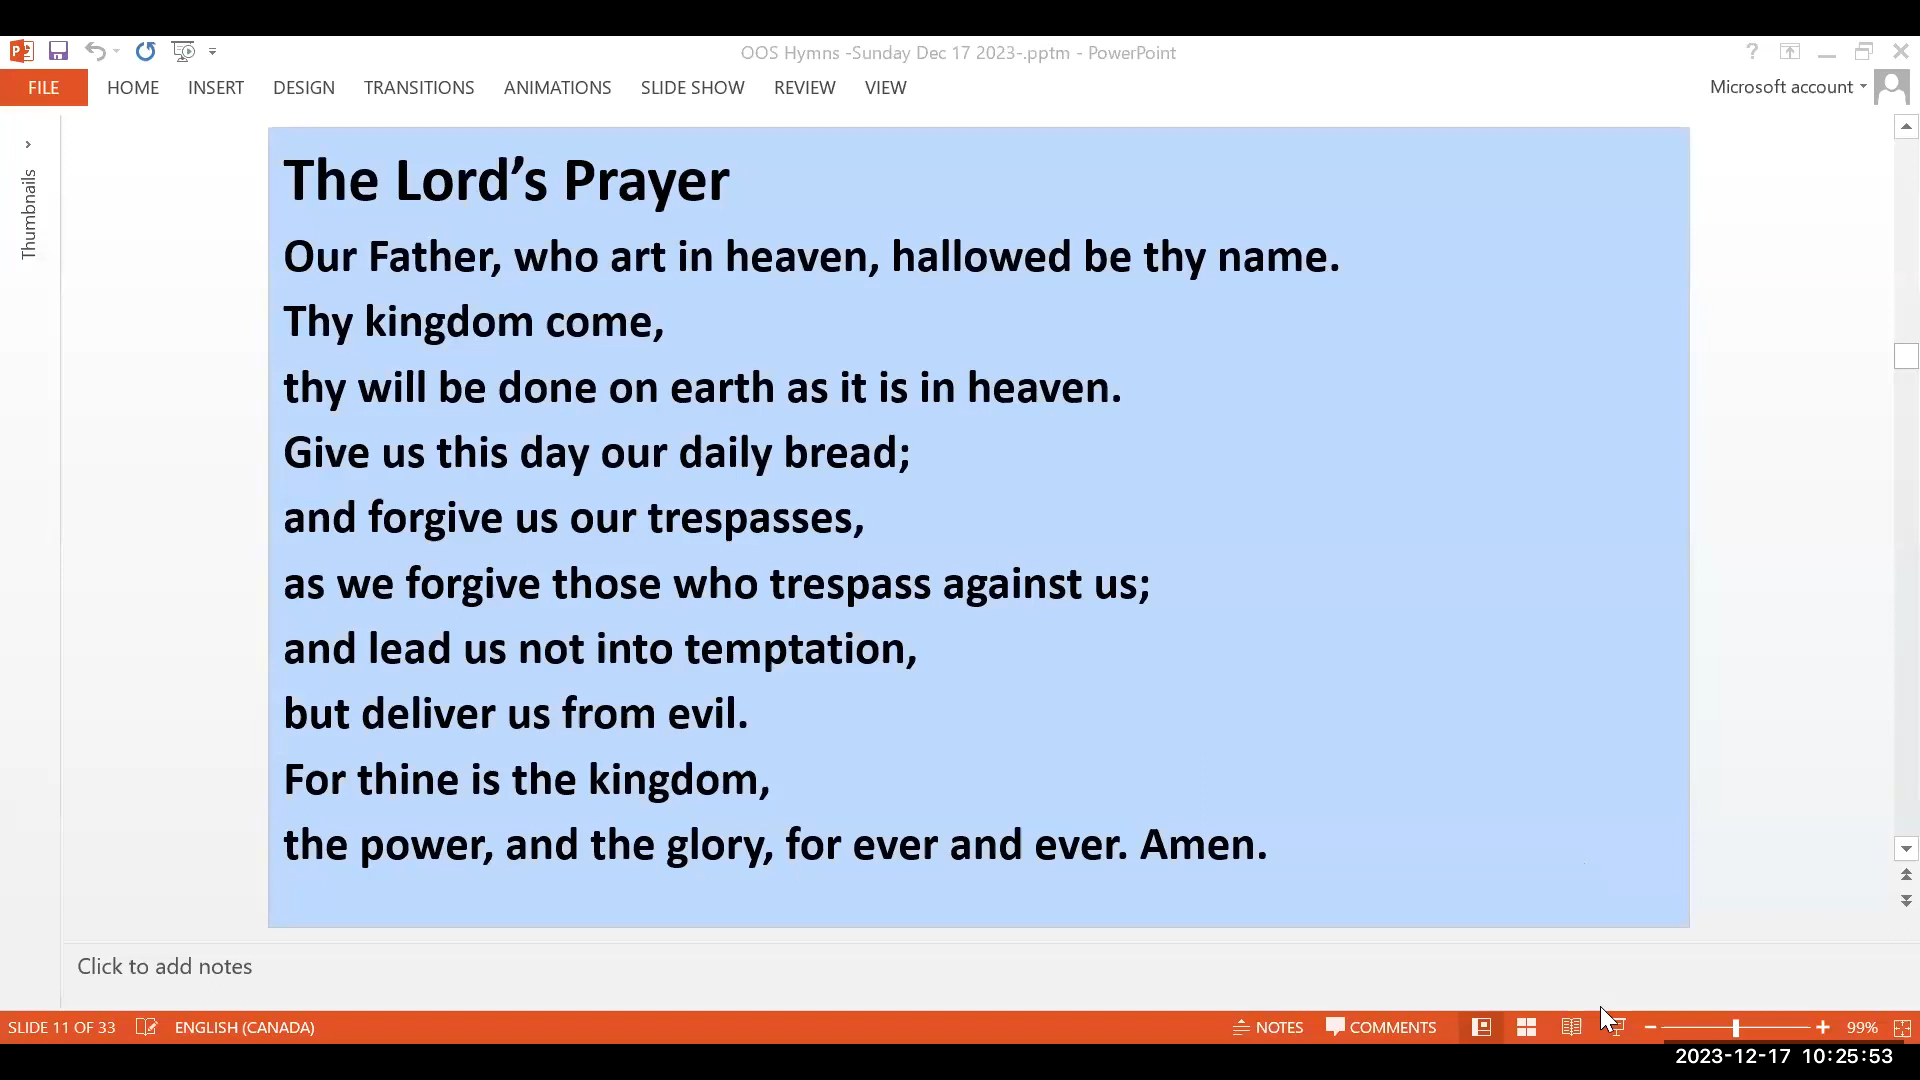 OOS Hymns -Sunday Dec 17 2023-.pptm - PowerPoint
?
FILE HOME INSERT DESIGN TRANSITIONS ANIMATIONS SLIDE SHOW REVIEW VIEW Microsoft account
Thumbnails
The Lord’s Prayer
Our Father, who art in heaven, hallowed be thy name.
Thy kingdom come,
thy will be done on earth as it is in heaven.
Give us this day our daily bread;
and forgive us our trespasses,
as we forgive those who trespass against us;
and lead us not into temptation,
but deliver us from evil.
For thine is the kingdom,
the power, and the glory, for ever and ever. Amen.
Click to add notes
SLIDE 11 OF 33 ENGLISH (CANADA) NOTES COMMENTS 99%
2023-12-17 10:25:53